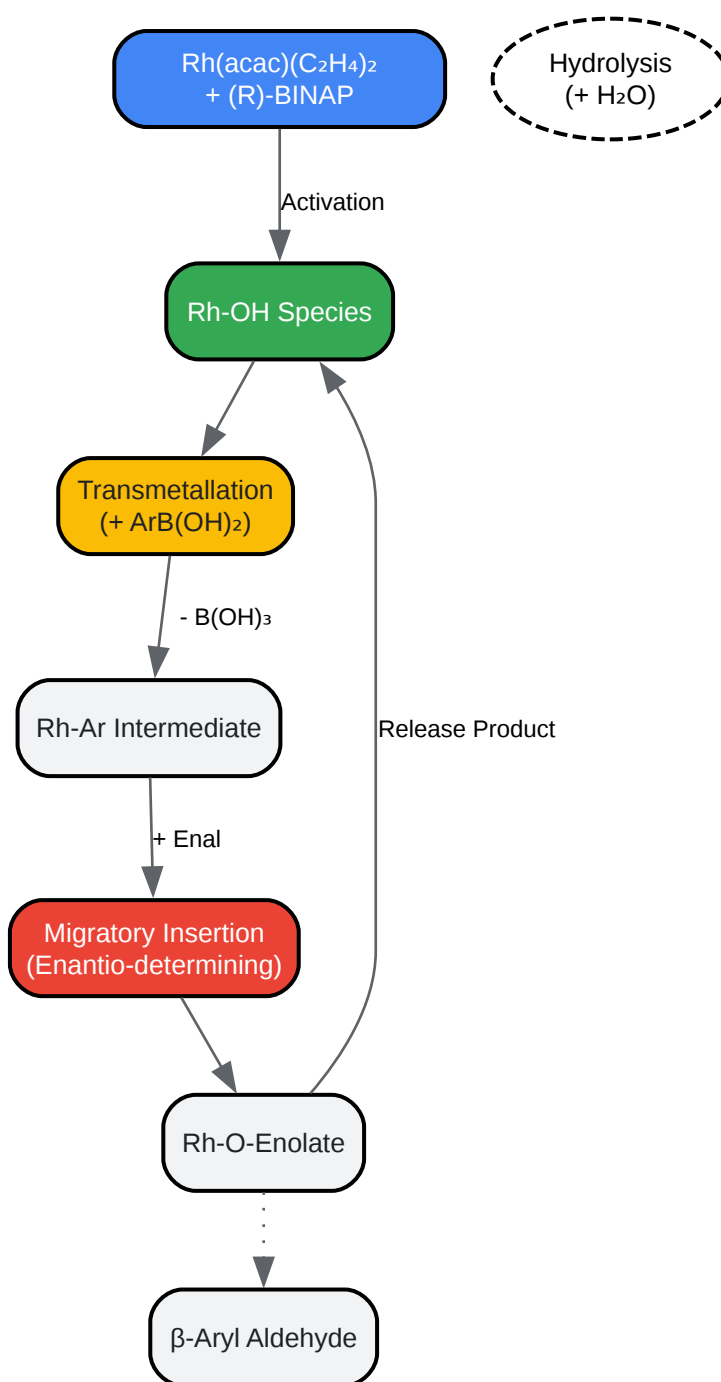 Rh(acac)(C₂H₄)₂
+ (R)-BINAP
Hydrolysis
(+ H₂O)
Activation
Rh-OH Species
Transmetallation
(+ ArB(OH)₂)
- B(OH)₃
Rh-Ar Intermediate
Release Product
+ Enal
Migratory Insertion
(Enantio-determining)
Rh-O-Enolate
β-Aryl Aldehyde